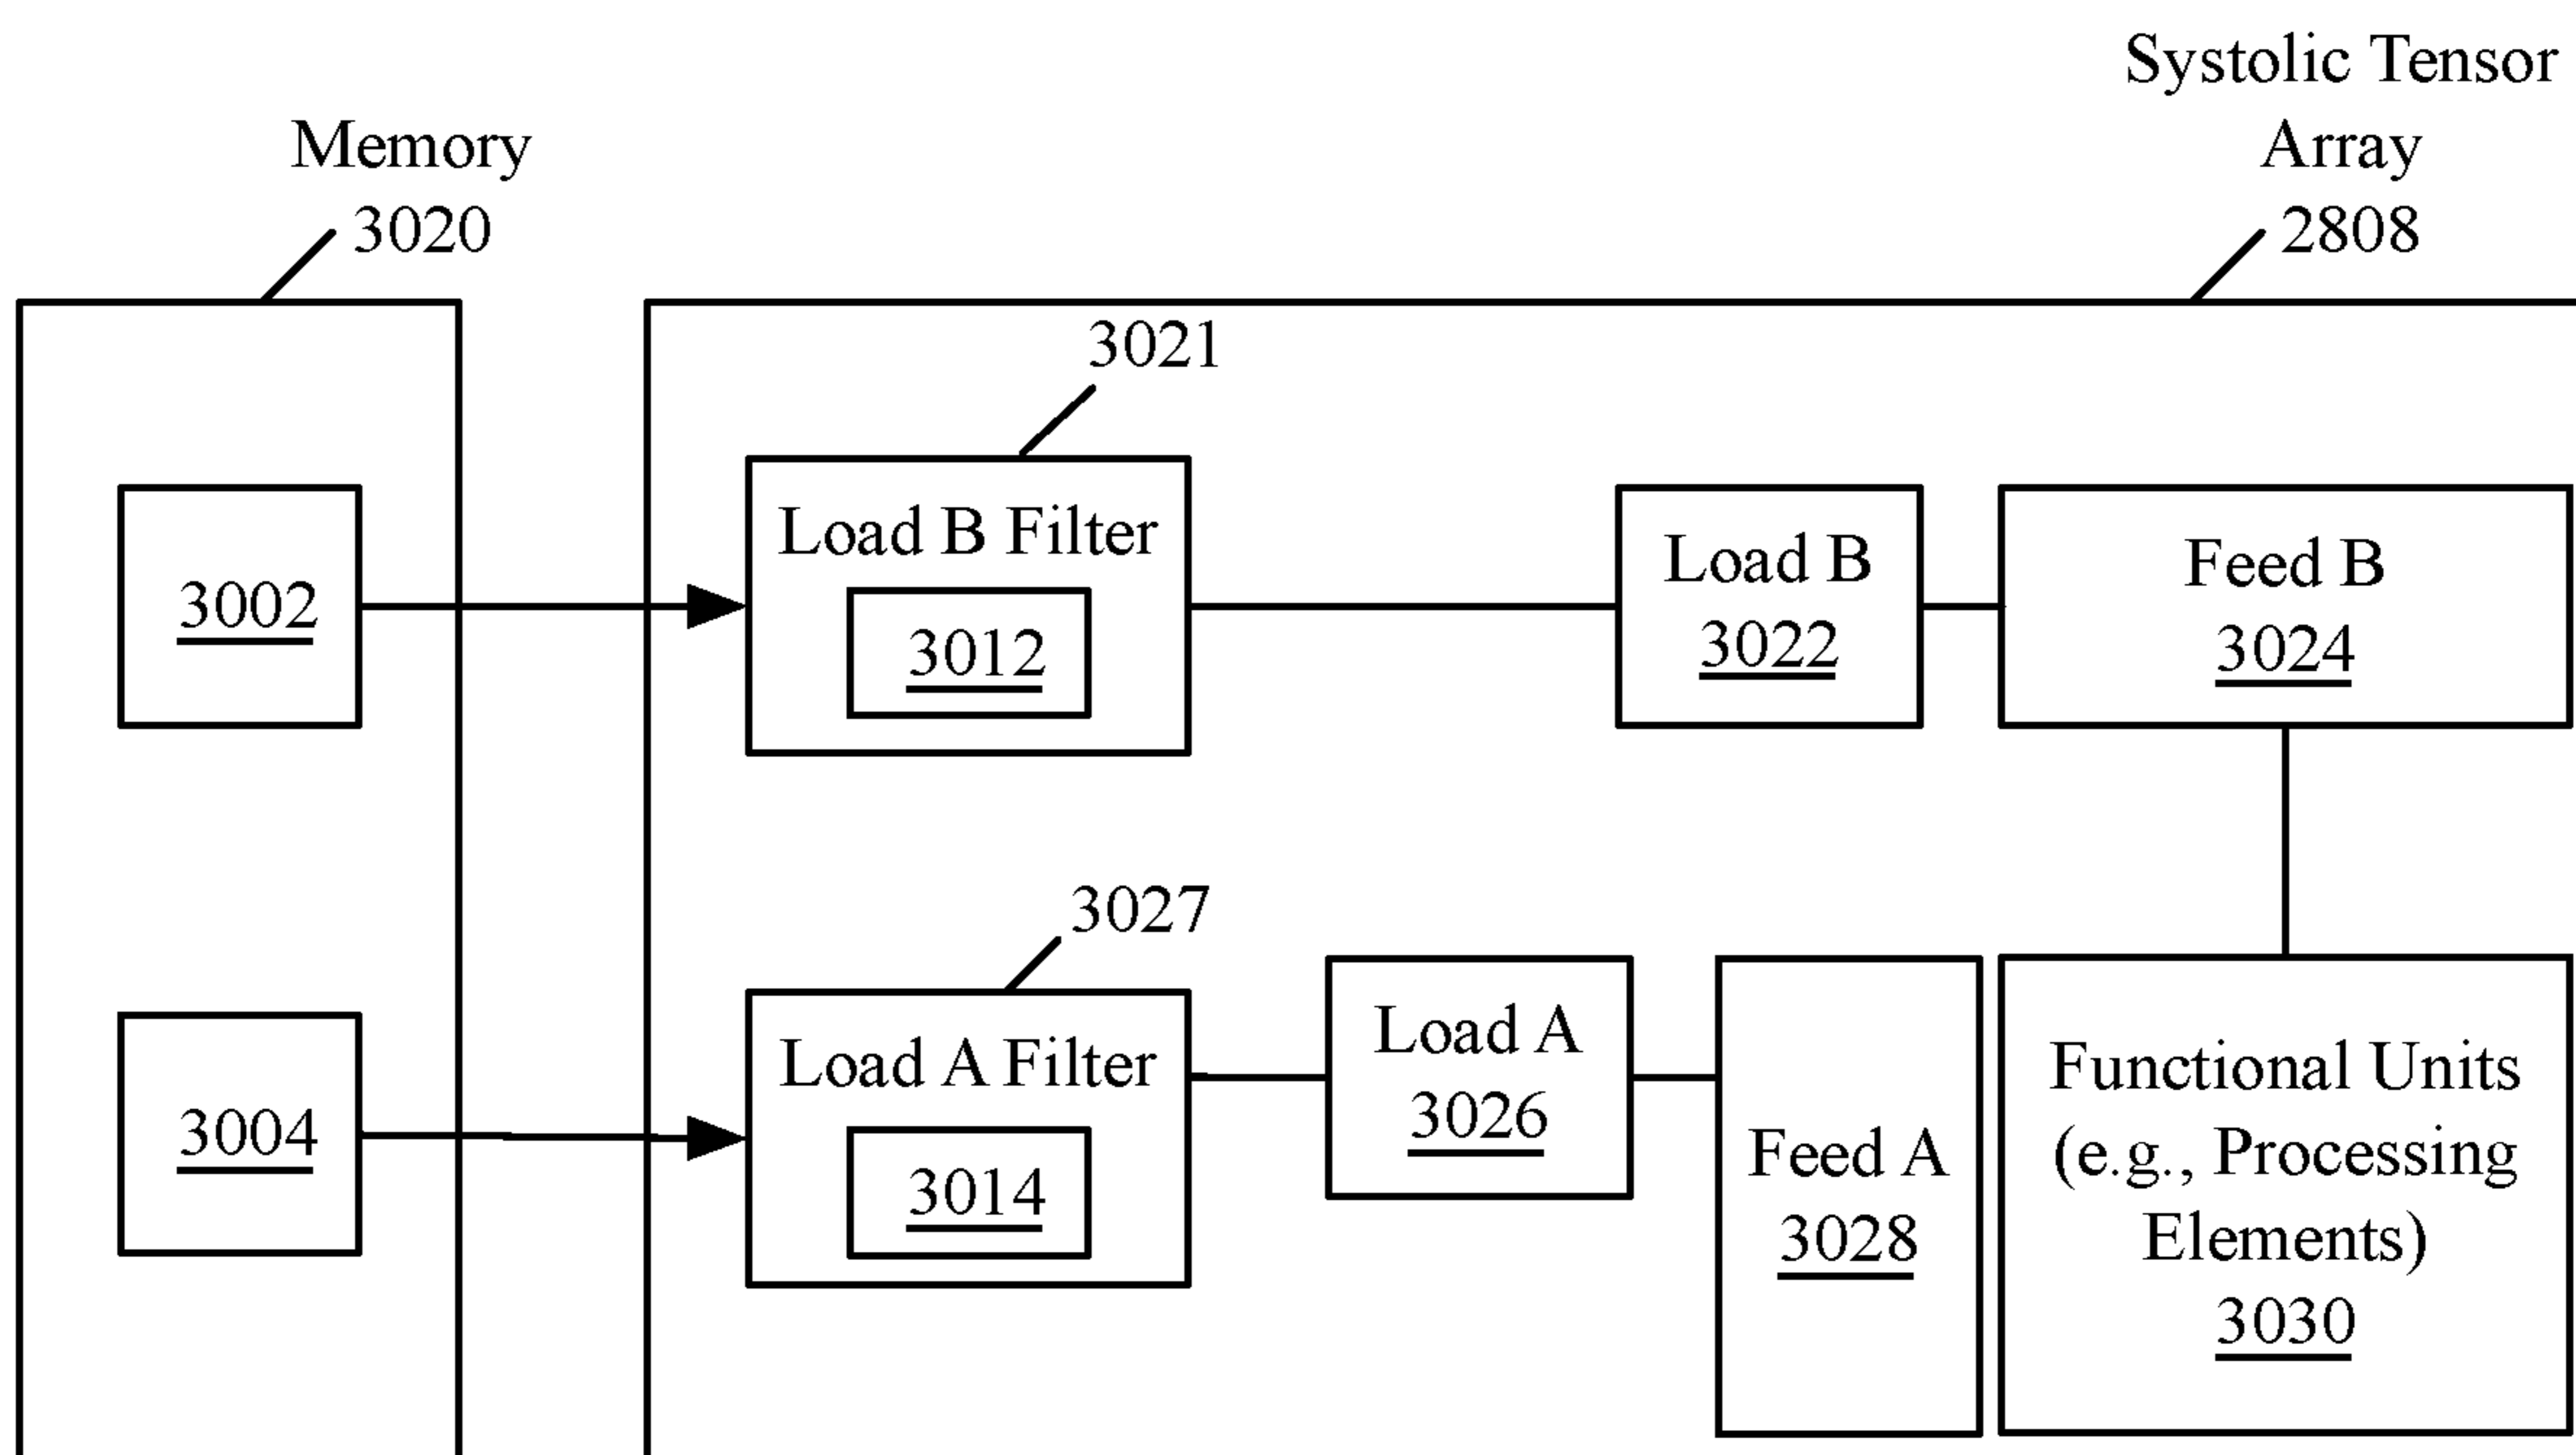 Systolic Tensor
Array
2808
Memory
3020
3021
Load B Filter
3012
3002
Load B
3022
Feed B
3024
3027
Load A Filter
3014
3004
Load A
3026
Feed A
3028
Functional Units
(e.g., Processing
Elements)
3030